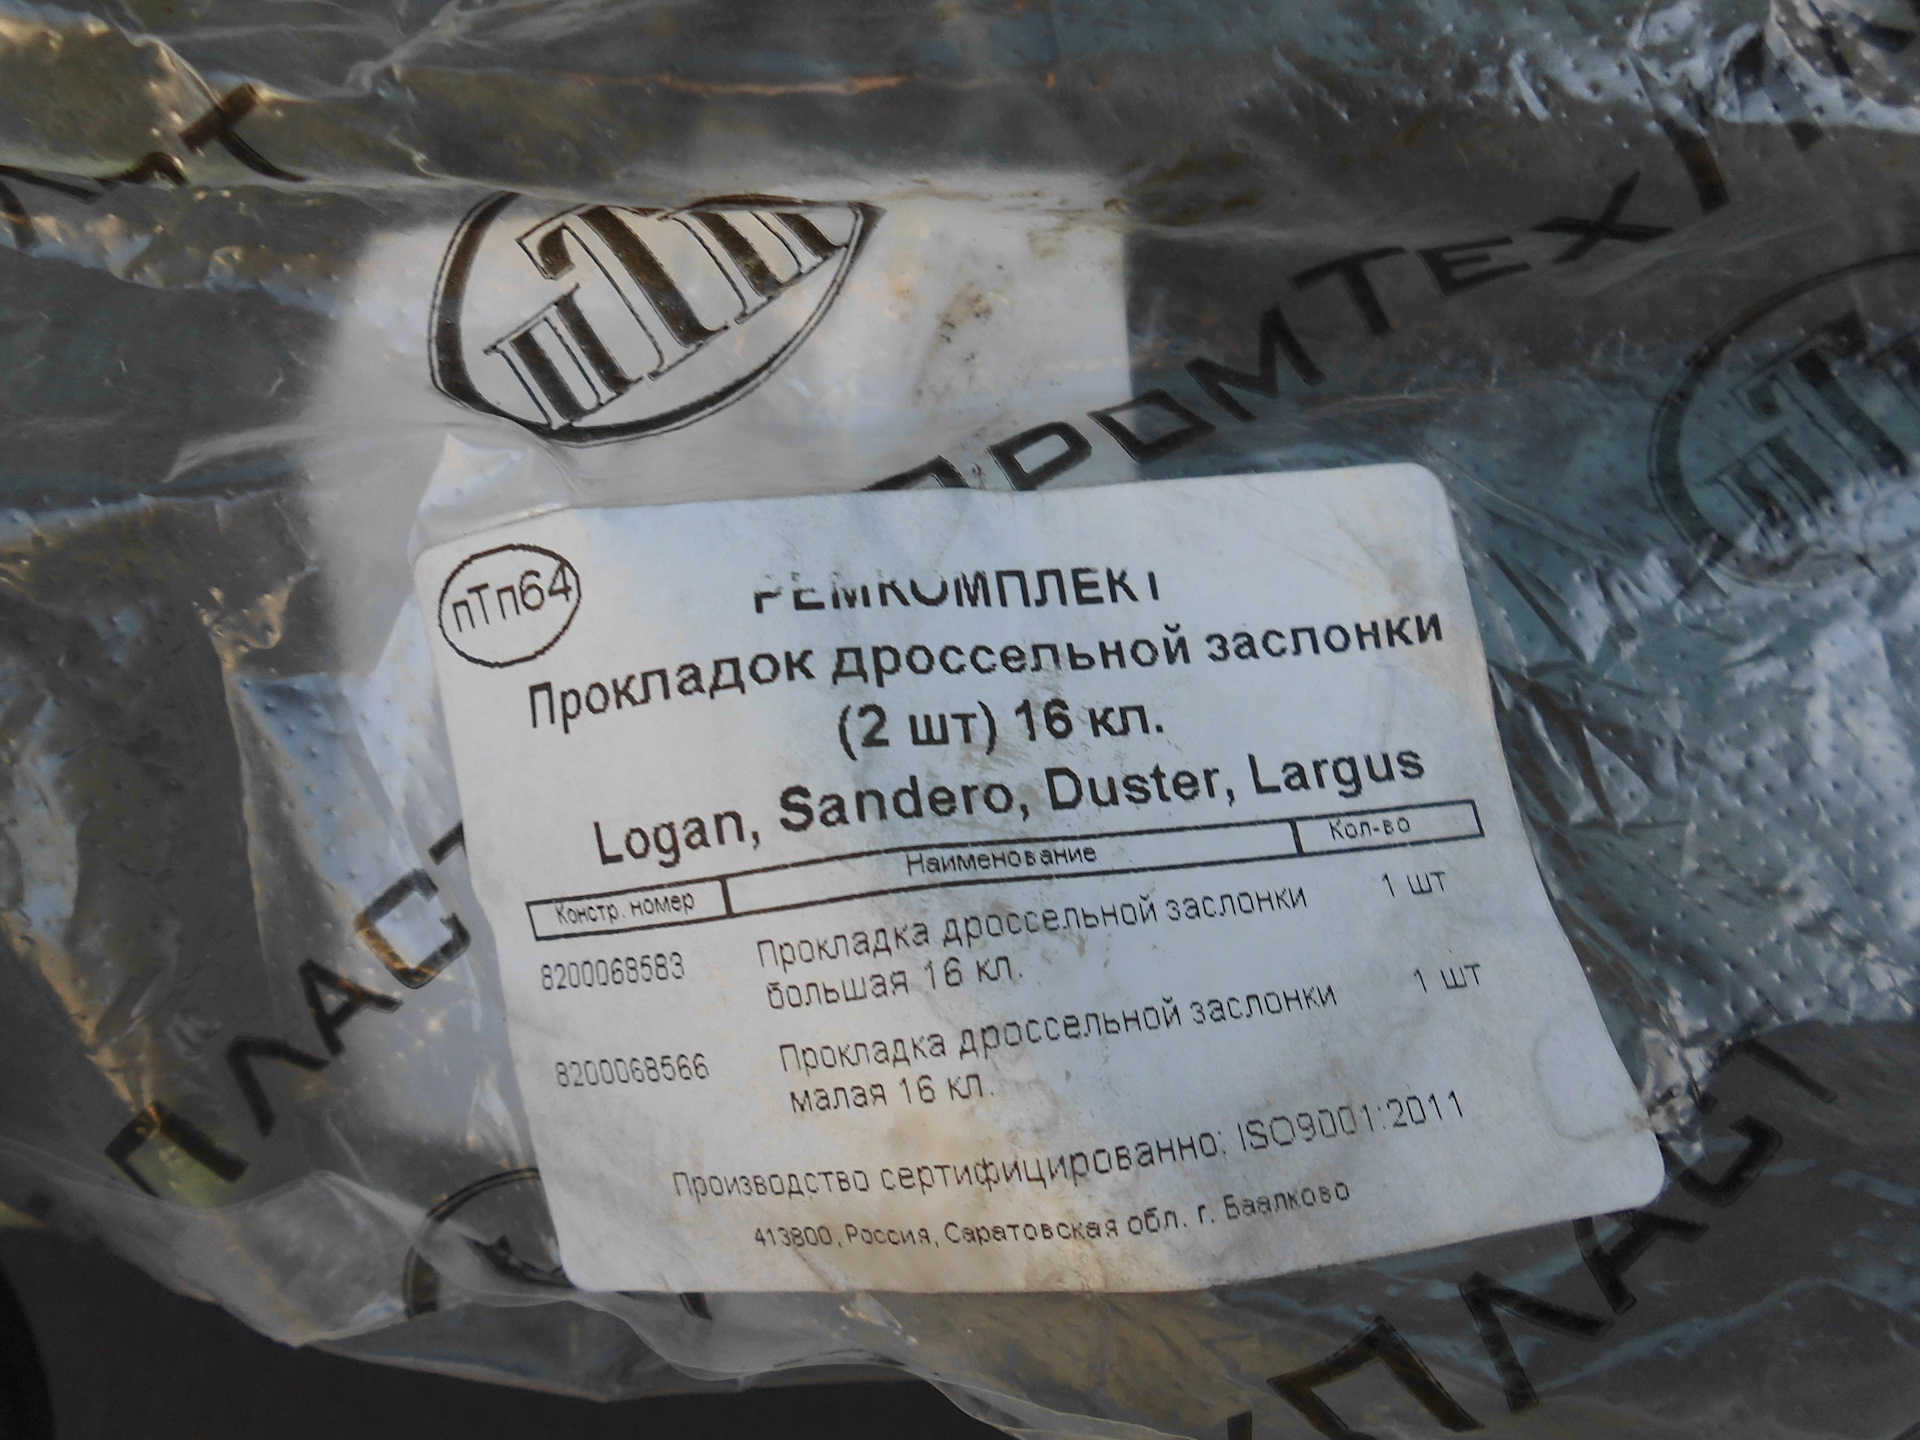 пТп
ПРОМТЕХ
пТп64
РЕМКОМПЛЕКТ
Прокладок дроссельной заслонки
(2 шт) 16 кл.
Logan, Sandero, Duster, Largus
Констр. номер Наименование Кол-во
8200068583 Прокладка дроссельной заслонки 1 шт
большая 16 кл.
8200068566 Прокладка дроссельной заслонки 1 шт
малая 16 кл.
Производство сертифицированно: ISO9001:2011
413800, Россия, Саратовская обл. г. Баалково
ПЛАСТ
ПЛАСТ